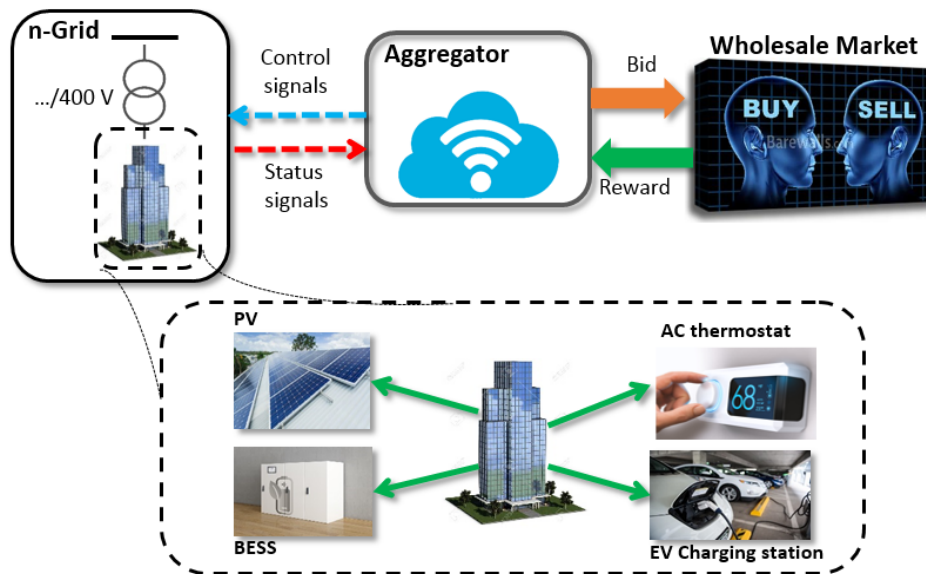 n-Grid
.../400 V
Control
signals
Status
signals
Aggregator
Bid
Reward
Wholesale Market
BUY
SELL
Barewalls
PV
AC thermostat
68
BESS
EV Charging station